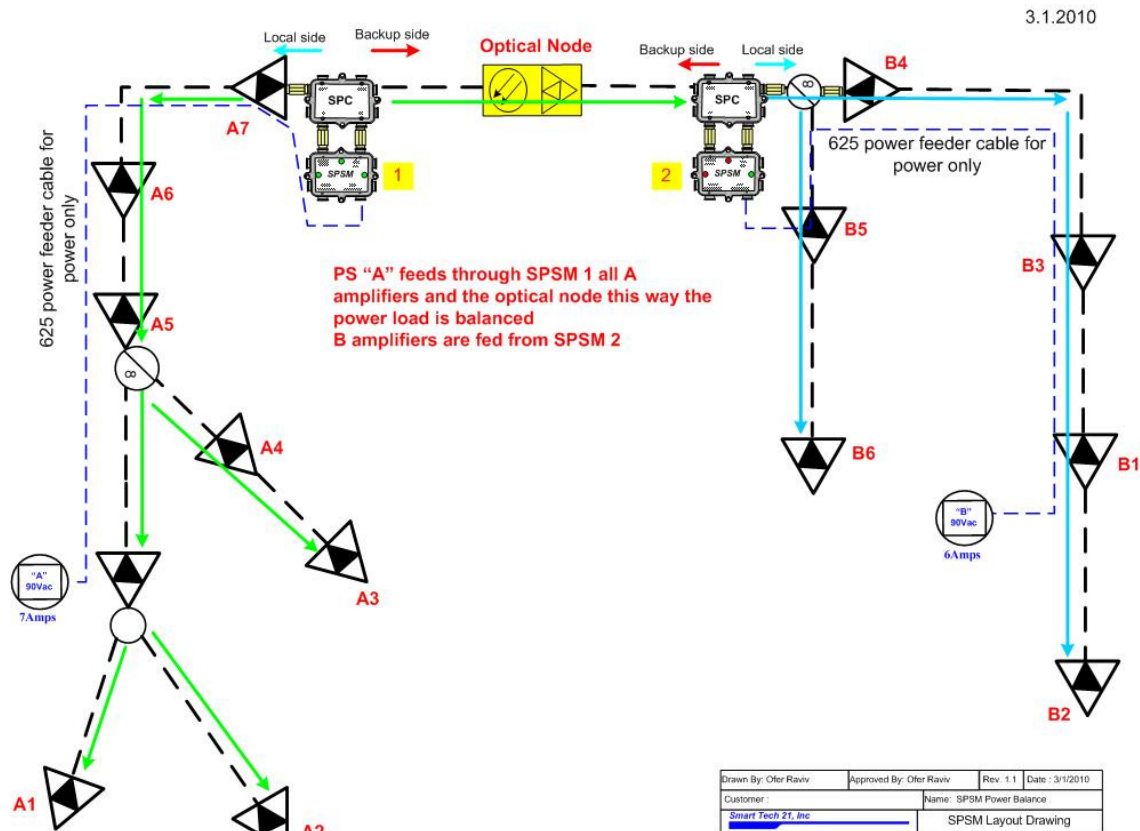 3.1.2010
Local side
Backup side
Optical Node
Backup side
Local side
B4
SPC
SPC
8
A7
625 power feeder cable for
power only
SPSM
1
2
SPSM
625 power feeder cable for
power only
A6
B5
B3
PS “A” feeds through SPSM 1 all A
amplifiers and the optical node this way the
power load is balanced
B amplifiers are fed from SPSM 2
A5
8
A4
B6
B1
“A”
90Vac
7Amps
“B”
90Vac
6Amps
A3
B2
A1
A2
Drawn By: Ofer Raviv
Approved By: Ofer Raviv
Rev. 1.1
Date : 3/1/2010
Customer :
Name: SPSM Power Balance
Smart Tech 21, Inc
SPSM Layout Drawing